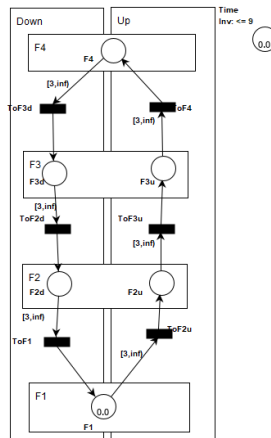 Time
Inv: <= 9
0.0
Down
Up
F4
F4
[3,inf)
ToF3d
ToF4
[3,inf)
F3
F3d
F3u
[3,inf)
ToF2d
ToF3u
[3,inf)
F2
F2d
F2u
[3,inf)
ToF1
ToF2u
[3,inf)
F1
0.0
F1